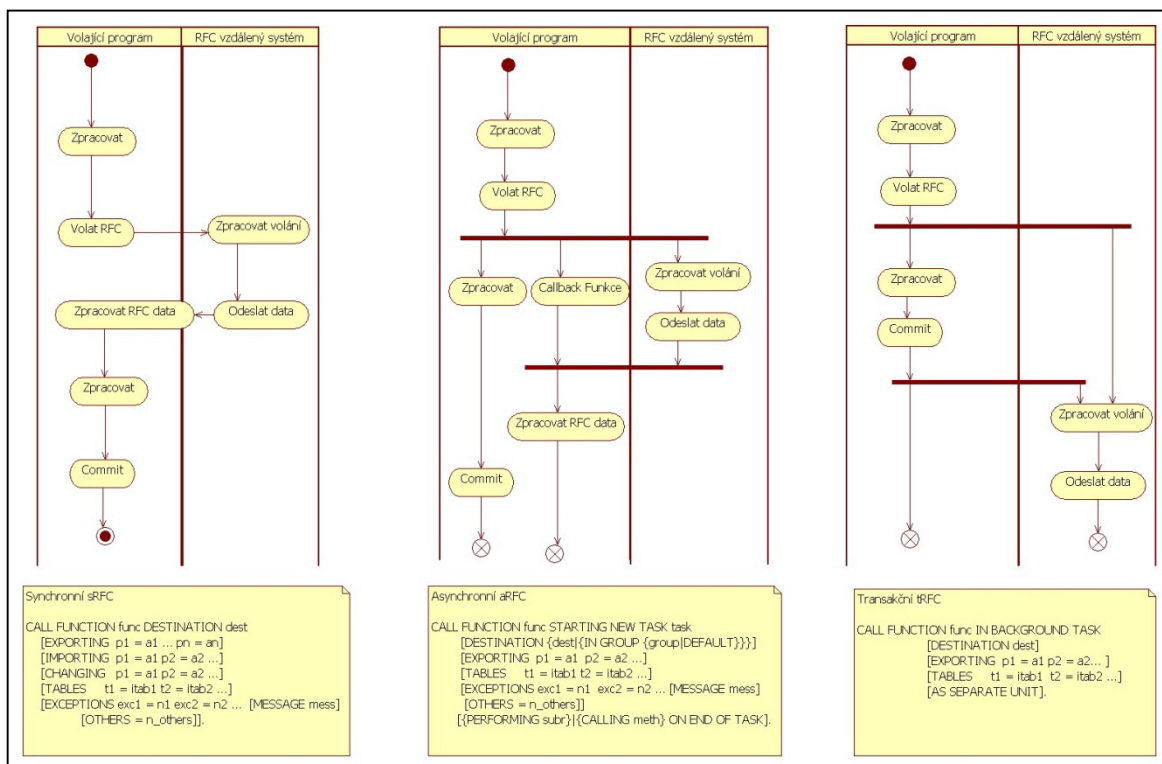 Volající program
RFC vzdálený systém
Zpracovat
Volat RFC
Zpracovat volání
Zpracovat RFC data
Odeslat data
Zpracovat
Commit
Synchronní sRFC
CALL FUNCTION func DESTINATION dest
[EXPORTING p1 = a1 ... pn = an]
[IMPORTING p1 = a1 p2 = a2 ...]
[CHANGING p1 = a1 p2 = a2 ...]
[TABLES t1 = itab1 t2 = itab2 ...]
[EXCEPTIONS exc1 = n1 exc2 = n2 ... [MESSAGE mess]
[OTHERS = n_others]].
Volající program
RFC vzdálený systém
Zpracovat
Volat RFC
Zpracovat
Callback Funkce
Zpracovat volání
Odeslat data
Zpracovat RFC data
Commit
Asynchronní aRFC
CALL FUNCTION func STARTING NEW TASK task
[DESTINATION {dest|{IN GROUP {group|DEFAULT}}}]
[EXPORTING p1 = a1 p2 = a2 ...]
[TABLES t1 = itab1 t2 = itab2 ...]
[EXCEPTIONS exc1 = n1 exc2 = n2 ... [MESSAGE mess]
[OTHERS = n_others]]
[{PERFORMING subr}|{CALLING meth} ON END OF TASK].
Volající program
RFC vzdálený systém
Zpracovat
Volat RFC
Zpracovat
Commit
Zpracovat volání
Odeslat data
Transakční tRFC
CALL FUNCTION func IN BACKGROUND TASK
[DESTINATION dest]
[EXPORTING p1 = a1 p2 = a2... ]
[TABLES t1 = itab1 t2 = itab2 ...]
[AS SEPARATE UNIT].